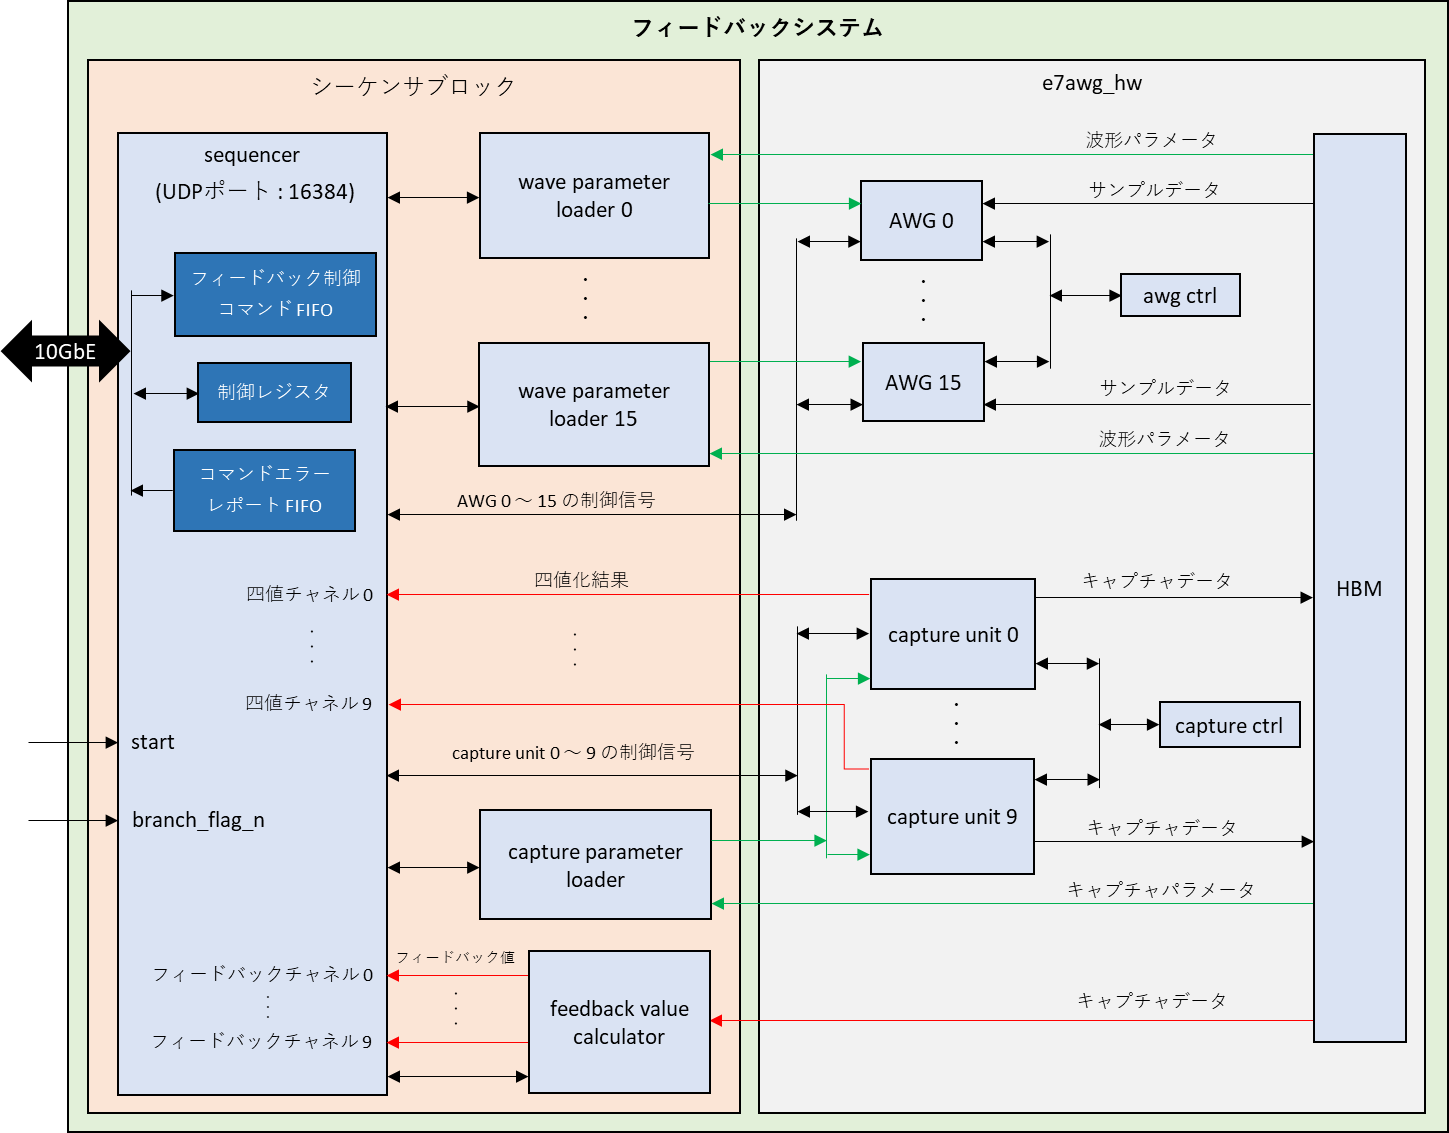 フィードバックシステム
シーケンサブロック
e7awg_hw
sequencer
(UDPポート : 16384)
フィードバック制御
コマンド FIFO
10GbE
制御レジスタ
コマンドエラー
レポート FIFO
四値チャネル 0
四値チャネル 9
start
branch_flag_n
フィードバックチャネル 0
フィードバックチャネル 9
wave parameter
loader 0
wave parameter
loader 15
AWG 0 ～ 15 の制御信号
四値化結果
capture unit 0 ～ 9 の制御信号
capture parameter
loader
フィードバック値
feedback value
calculator
波形パラメータ
サンプルデータ
AWG 0
awg ctrl
AWG 15
サンプルデータ
波形パラメータ
キャプチャデータ
capture unit 0
capture ctrl
capture unit 9
キャプチャデータ
キャプチャパラメータ
キャプチャデータ
HBM